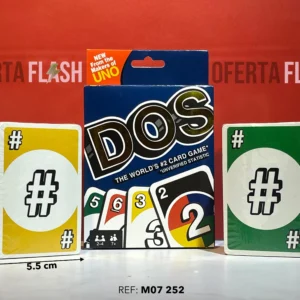 OFERTA FLASH
OFERTA FLASH
NEW
From the
Makers of
UNO
DOS
THE WORLD'S #2 CARD GAME*
*UNVERIFIED STATISTIC
#
#
#
#
#
#
5
6
3
2
2
5.5 cm
REF: M07 252